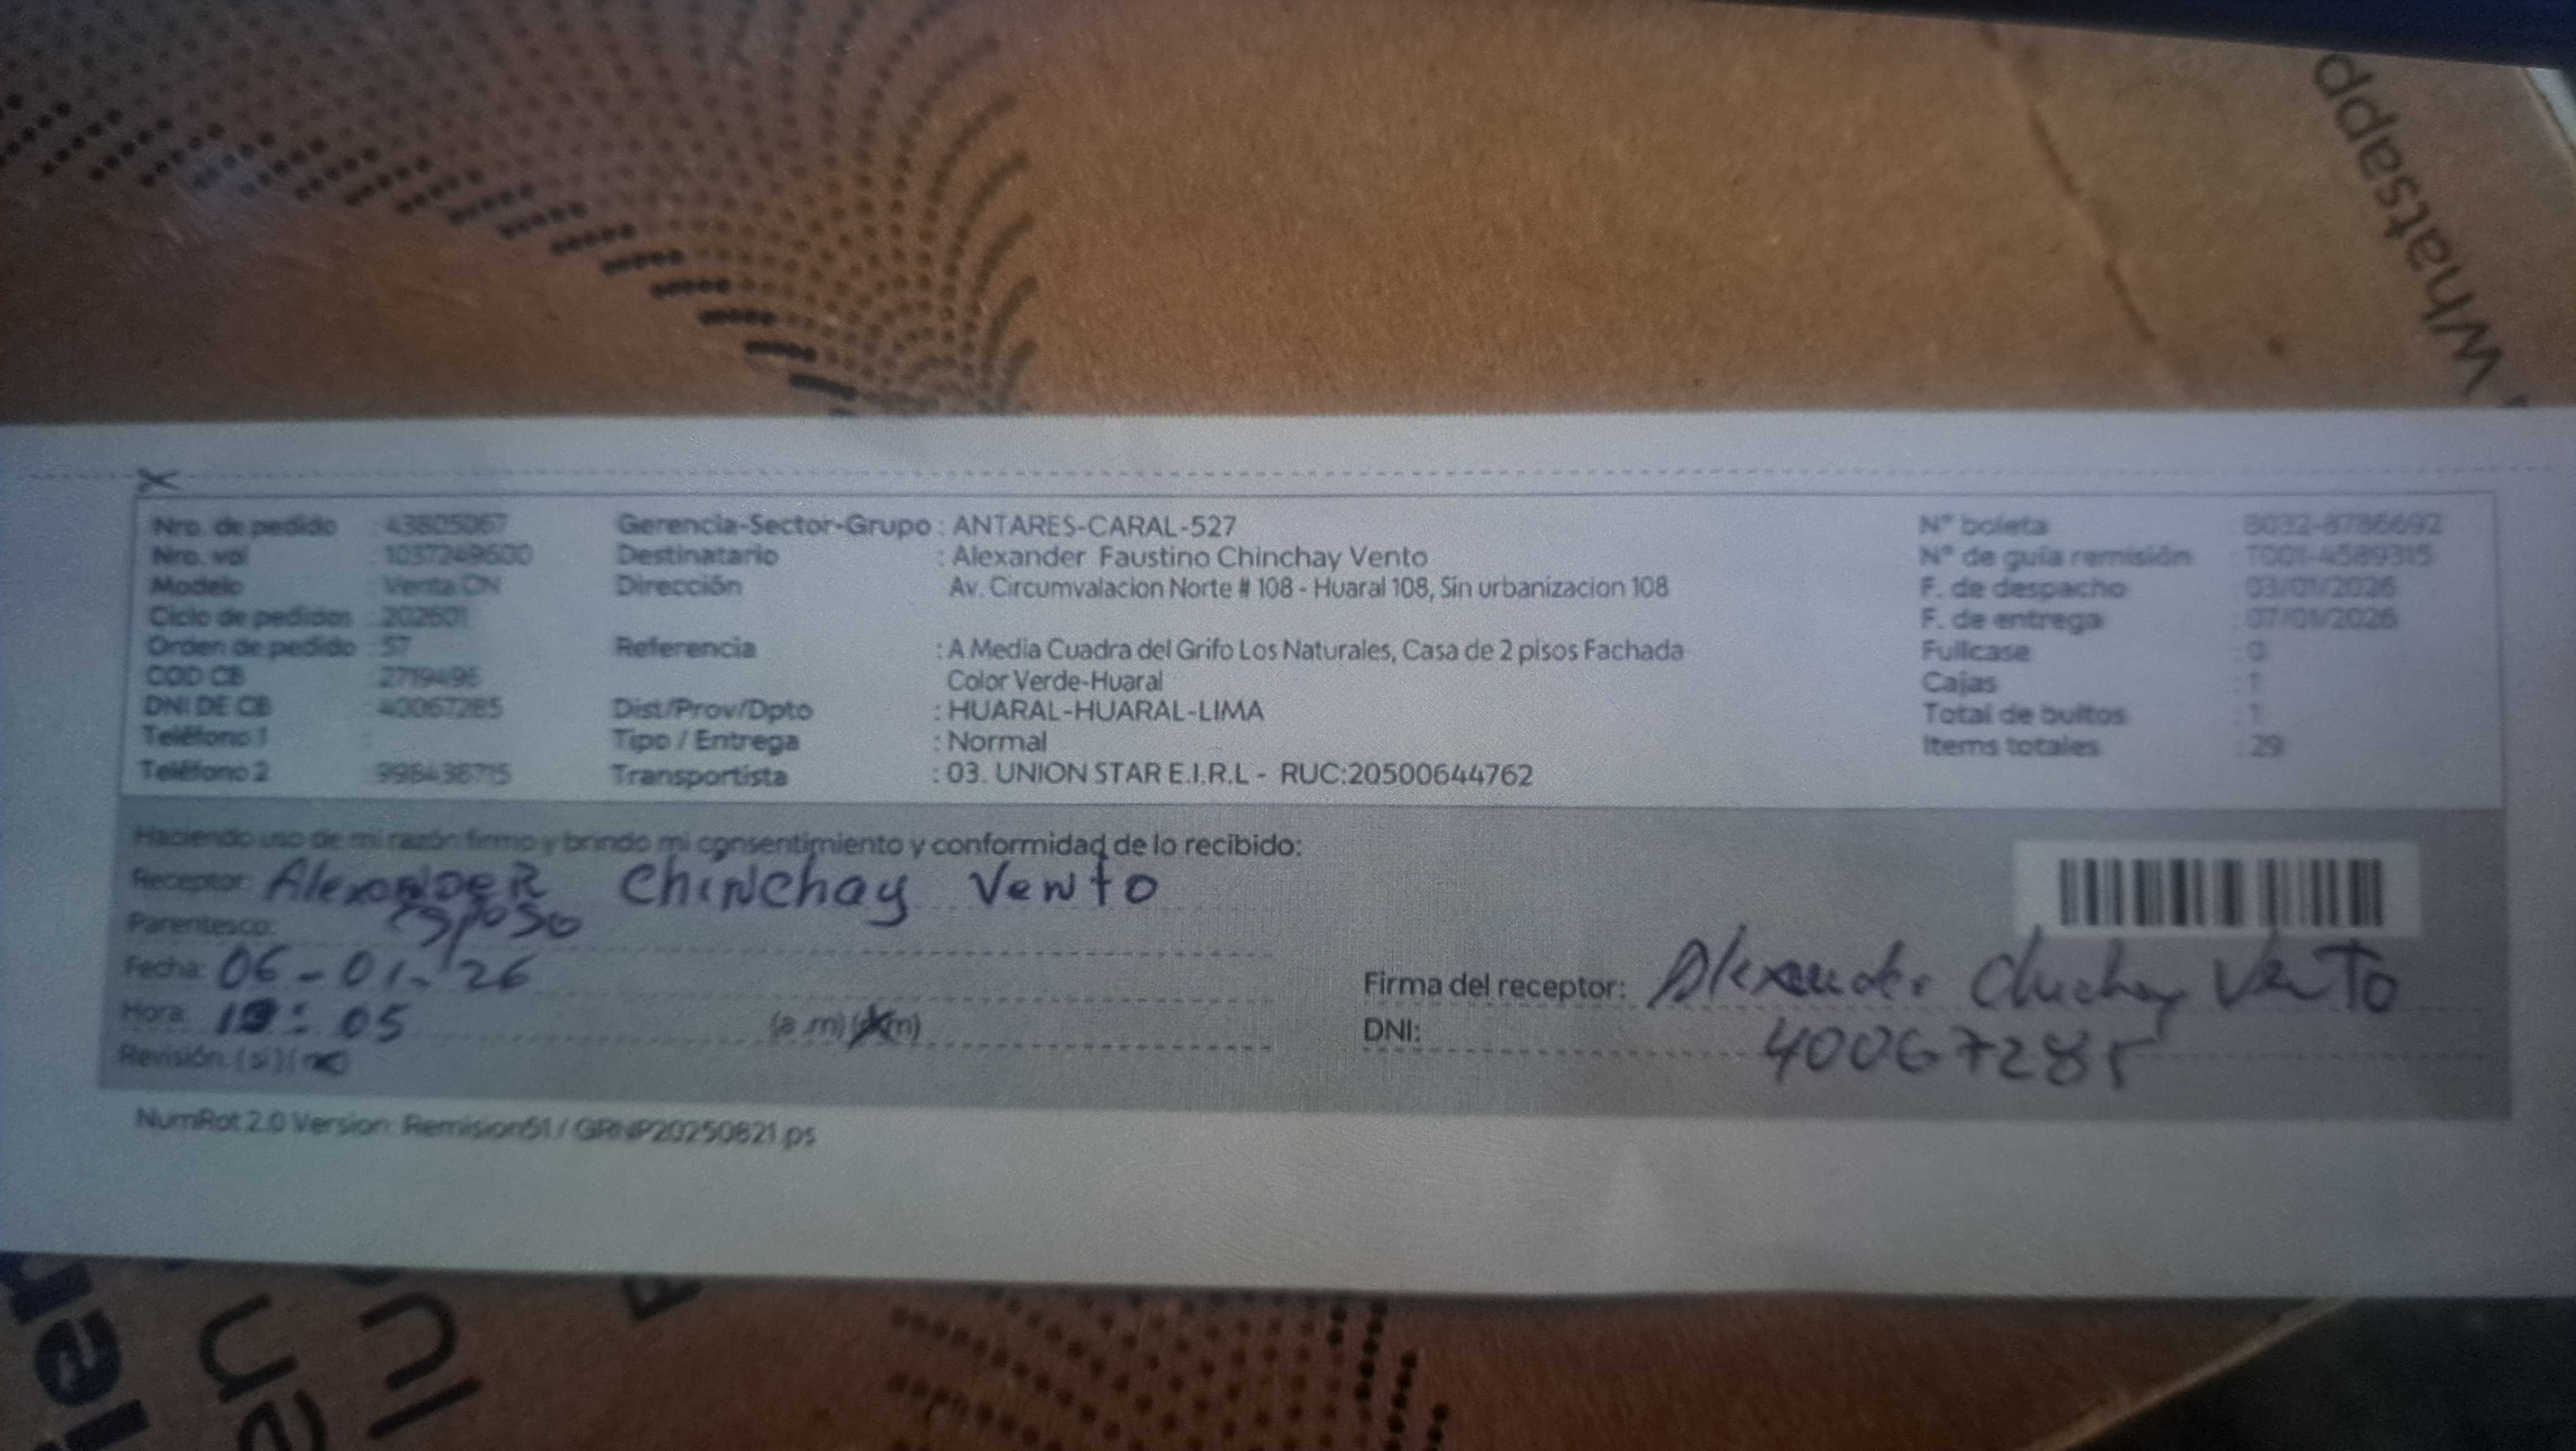 Whatsapp
Nro. de pedido : 43805067
Nro. vpl : 1037249600
Modelo : Venta CN
Ciclo de pedidos : 202601
Orden de pedido : 57
COD CB : 2719496
DNI DE CB : 40067285
Teléfono 1 :
Teléfono 2 : 998438715
Gerencia-Sector-Grupo : ANTARES-CARAL-527
Destinatario : Alexander Faustino Chinchay Vento
Dirección Av. Circumvalacion Norte # 108 - Huaral 108, Sin urbanizacion 108
Referencia : A Media Cuadra del Grifo Los Naturales, Casa de 2 pisos Fachada
Color Verde-Huaral
Dist/Prov/Dpto : HUARAL-HUARAL-LIMA
Tipo / Entrega : Normal
Transportista : 03. UNION STAR E.I.R.L - RUC:20500644762
N° boleta : B032-8786692
N° de guía remisión : T001-4589315
F. de despacho : 03/01/2026
F. de entrega : 07/01/2026
Fullcase : 0
Cajas : 1
Total de bultos : 1
Items totales : 29
Haciendo uso de mi razón firmo y brindo mi consentimiento y conformidad de lo recibido:
Receptor: Alexander Chinchay Vento
Parentesco: esposo
Fecha: 06-01-26
Hora: : 05 (a.m) (p.m)
Revisión: (si) (no)
Firma del receptor: Alexander Chinchay Vento
DNI: 40067285
NumRot 2.0 Version: Remision51 / GRNP20250821.ps